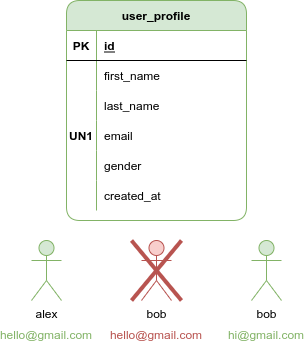 user_profile
PK id
first_name
last_name
UN1 email
gender
created_at
alex bob bob
hello@gmail.com hello@gmail.com hi@gmail.com